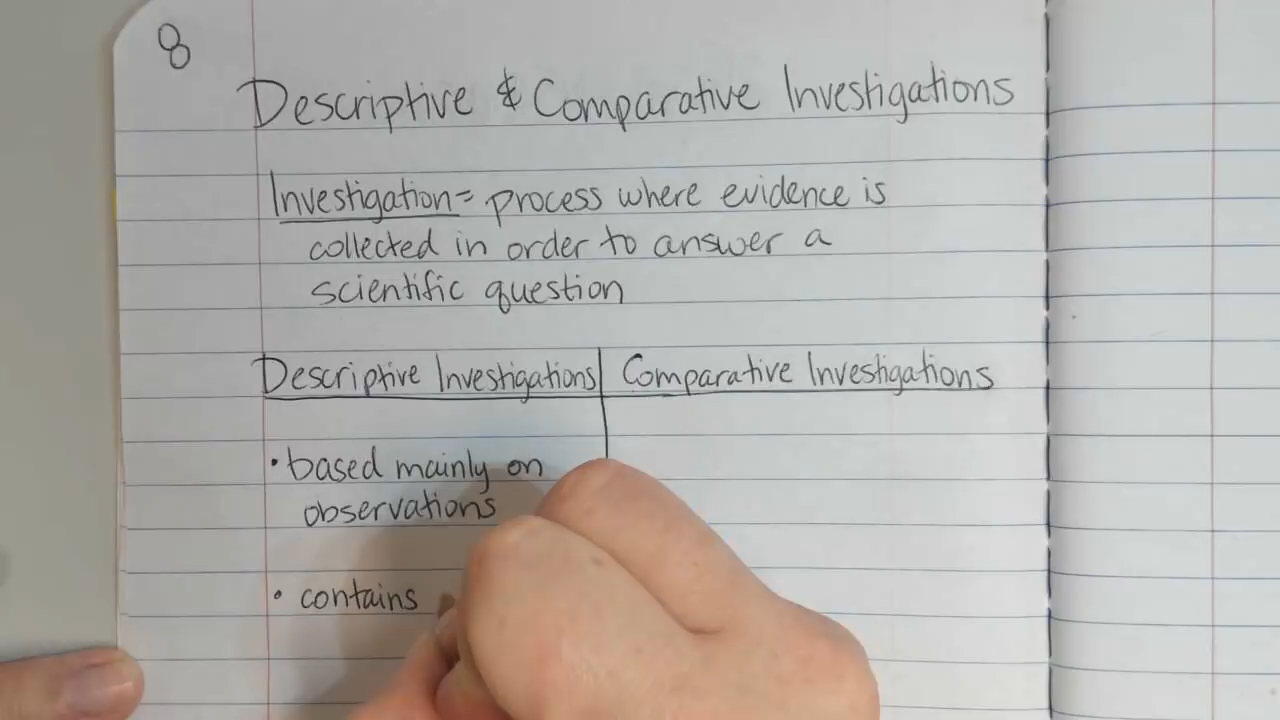 8
Descriptive & Comparative Investigations
Investigation = process where evidence is
collected in order to answer a
scientific question
Descriptive Investigations
Comparative Investigations
• based mainly on
observations
• contains